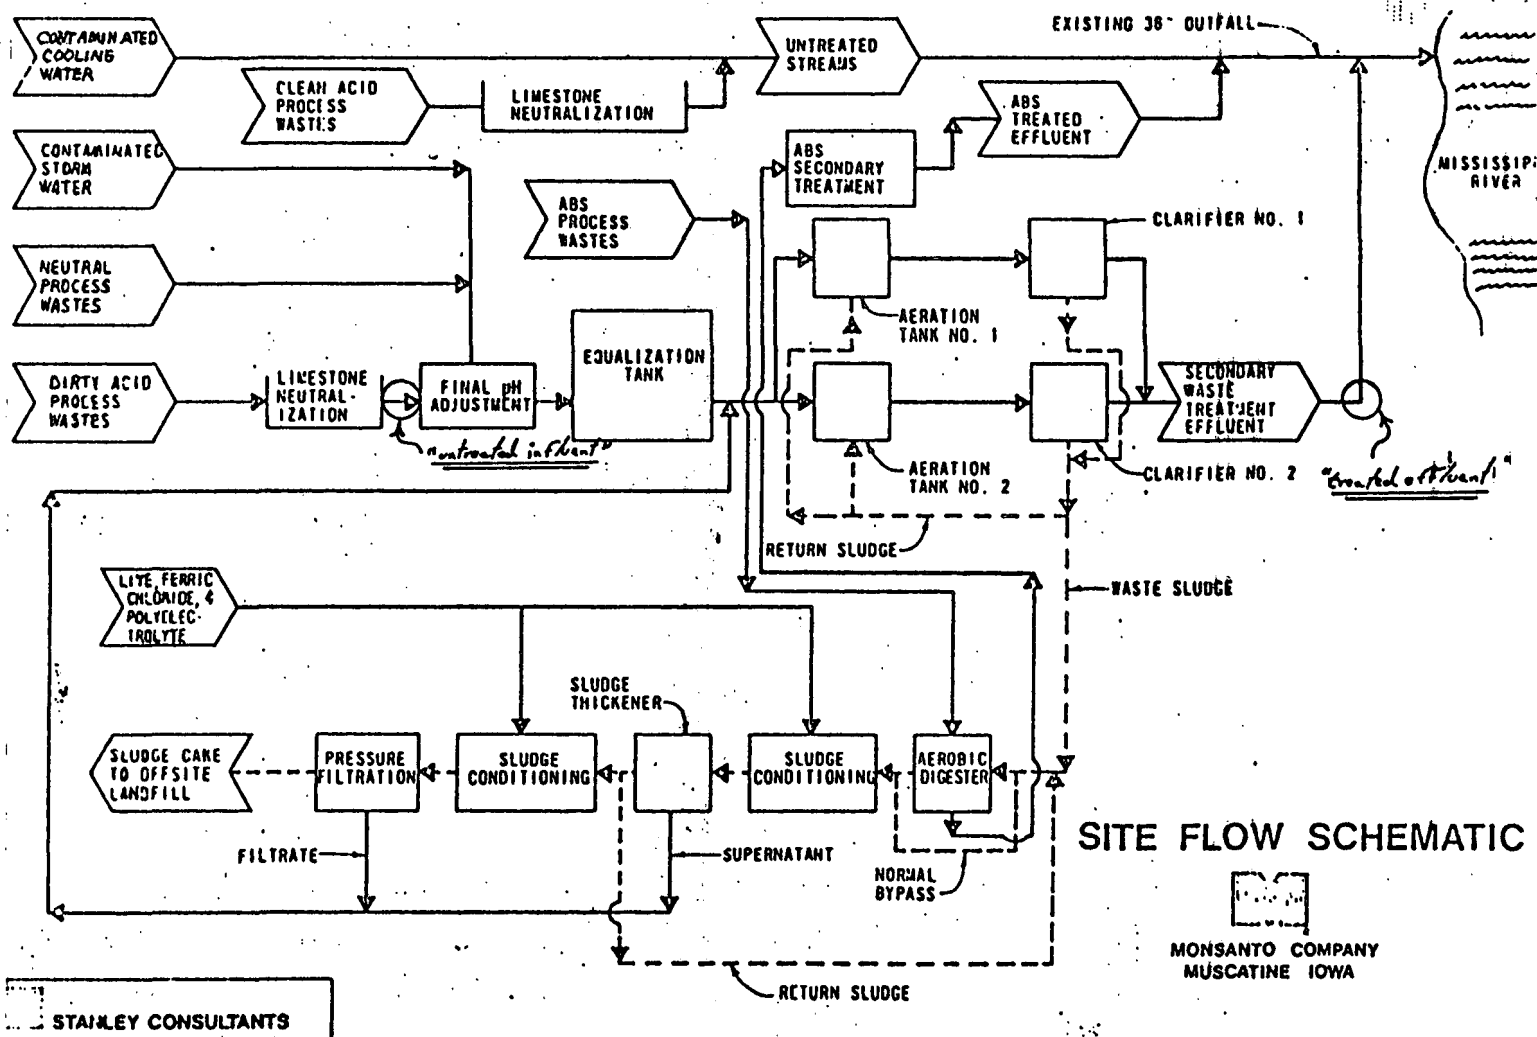 CONTAMINATED
COOLING
WATER
UNTREATED
STREAMS
EXISTING 36" OUTFALL
CLEAN ACID
PROCESS
WASTES
LIMESTONE
NEUTRALIZATION
ABS
TREATED
EFFLUENT
CONTAMINATED
STORM
WATER
ABS
SECONDARY
TREATMENT
MISSISSIP
RIVER
ABS
PROCESS
WASTES
CLARIFIER NO. 1
NEUTRAL
PROCESS
WASTES
AERATION
TANK NO. 1
EQUALIZATION
TANK
DIRTY ACID
PROCESS
WASTES
LIMESTONE
NEUTRAL-
IZATION
FINAL pH
ADJUSTMENT
SECONDARY
WASTE
TREATMENT
EFFLUENT
"untreated influent"
AERATION
TANK NO. 2
CLARIFIER NO. 2
"treated effluent"
RETURN SLUDGE
WASTE SLUDGE
FERRIC
CHLORIDE, &
POLYELEC-
TROLYTE
SLUDGE
THICKENER
SLUDGE CAKE
TO OFFSITE
LANDFILL
PRESSURE
FILTRATION
SLUDGE
CONDITIONING
SLUDGE
CONDITIONING
AEROBIC
DIGESTER
FILTRATE
SUPERNATANT
NORMAL
BYPASS
SITE FLOW SCHEMATIC
MONSANTO COMPANY
MUSCATINE IOWA
RETURN SLUDGE
STANLEY CONSULTANTS